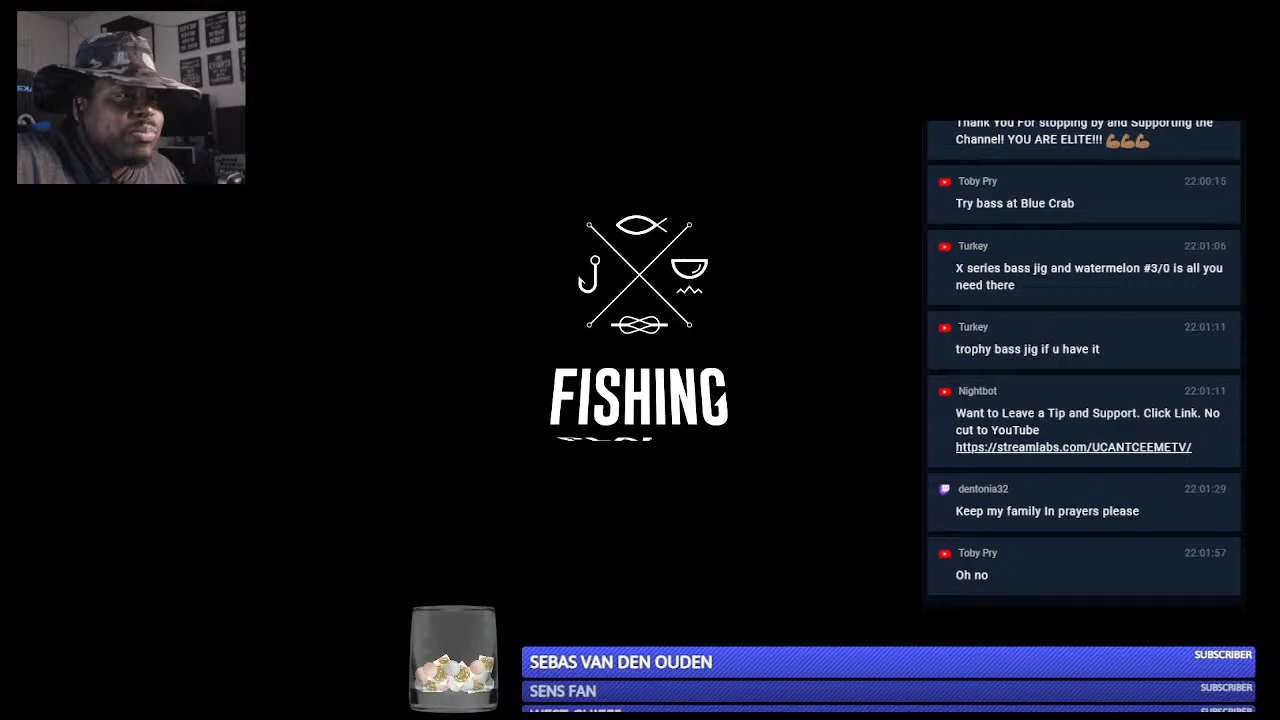 Thank You For stopping by and Supporting the
Channel! YOU ARE ELITE!!! 💪🏾💪🏾💪🏾
Toby Pry 22:00:15
Try bass at Blue Crab
Turkey 22:01:06
X series bass jig and watermelon #3/0 is all you
need there
Turkey 22:01:11
trophy bass jig if u have it
Nightbot 22:01:11
Want to Leave a Tip and Support. Click Link. No
cut to YouTube
https://streamlabs.com/UCANTCEEMETV/
dentonia32 22:01:29
Keep my family In prayers please
Toby Pry 22:01:57
Oh no
FISHING
SEBAS VAN DEN OUDEN SUBSCRIBER
SENS FAN SUBSCRIBER